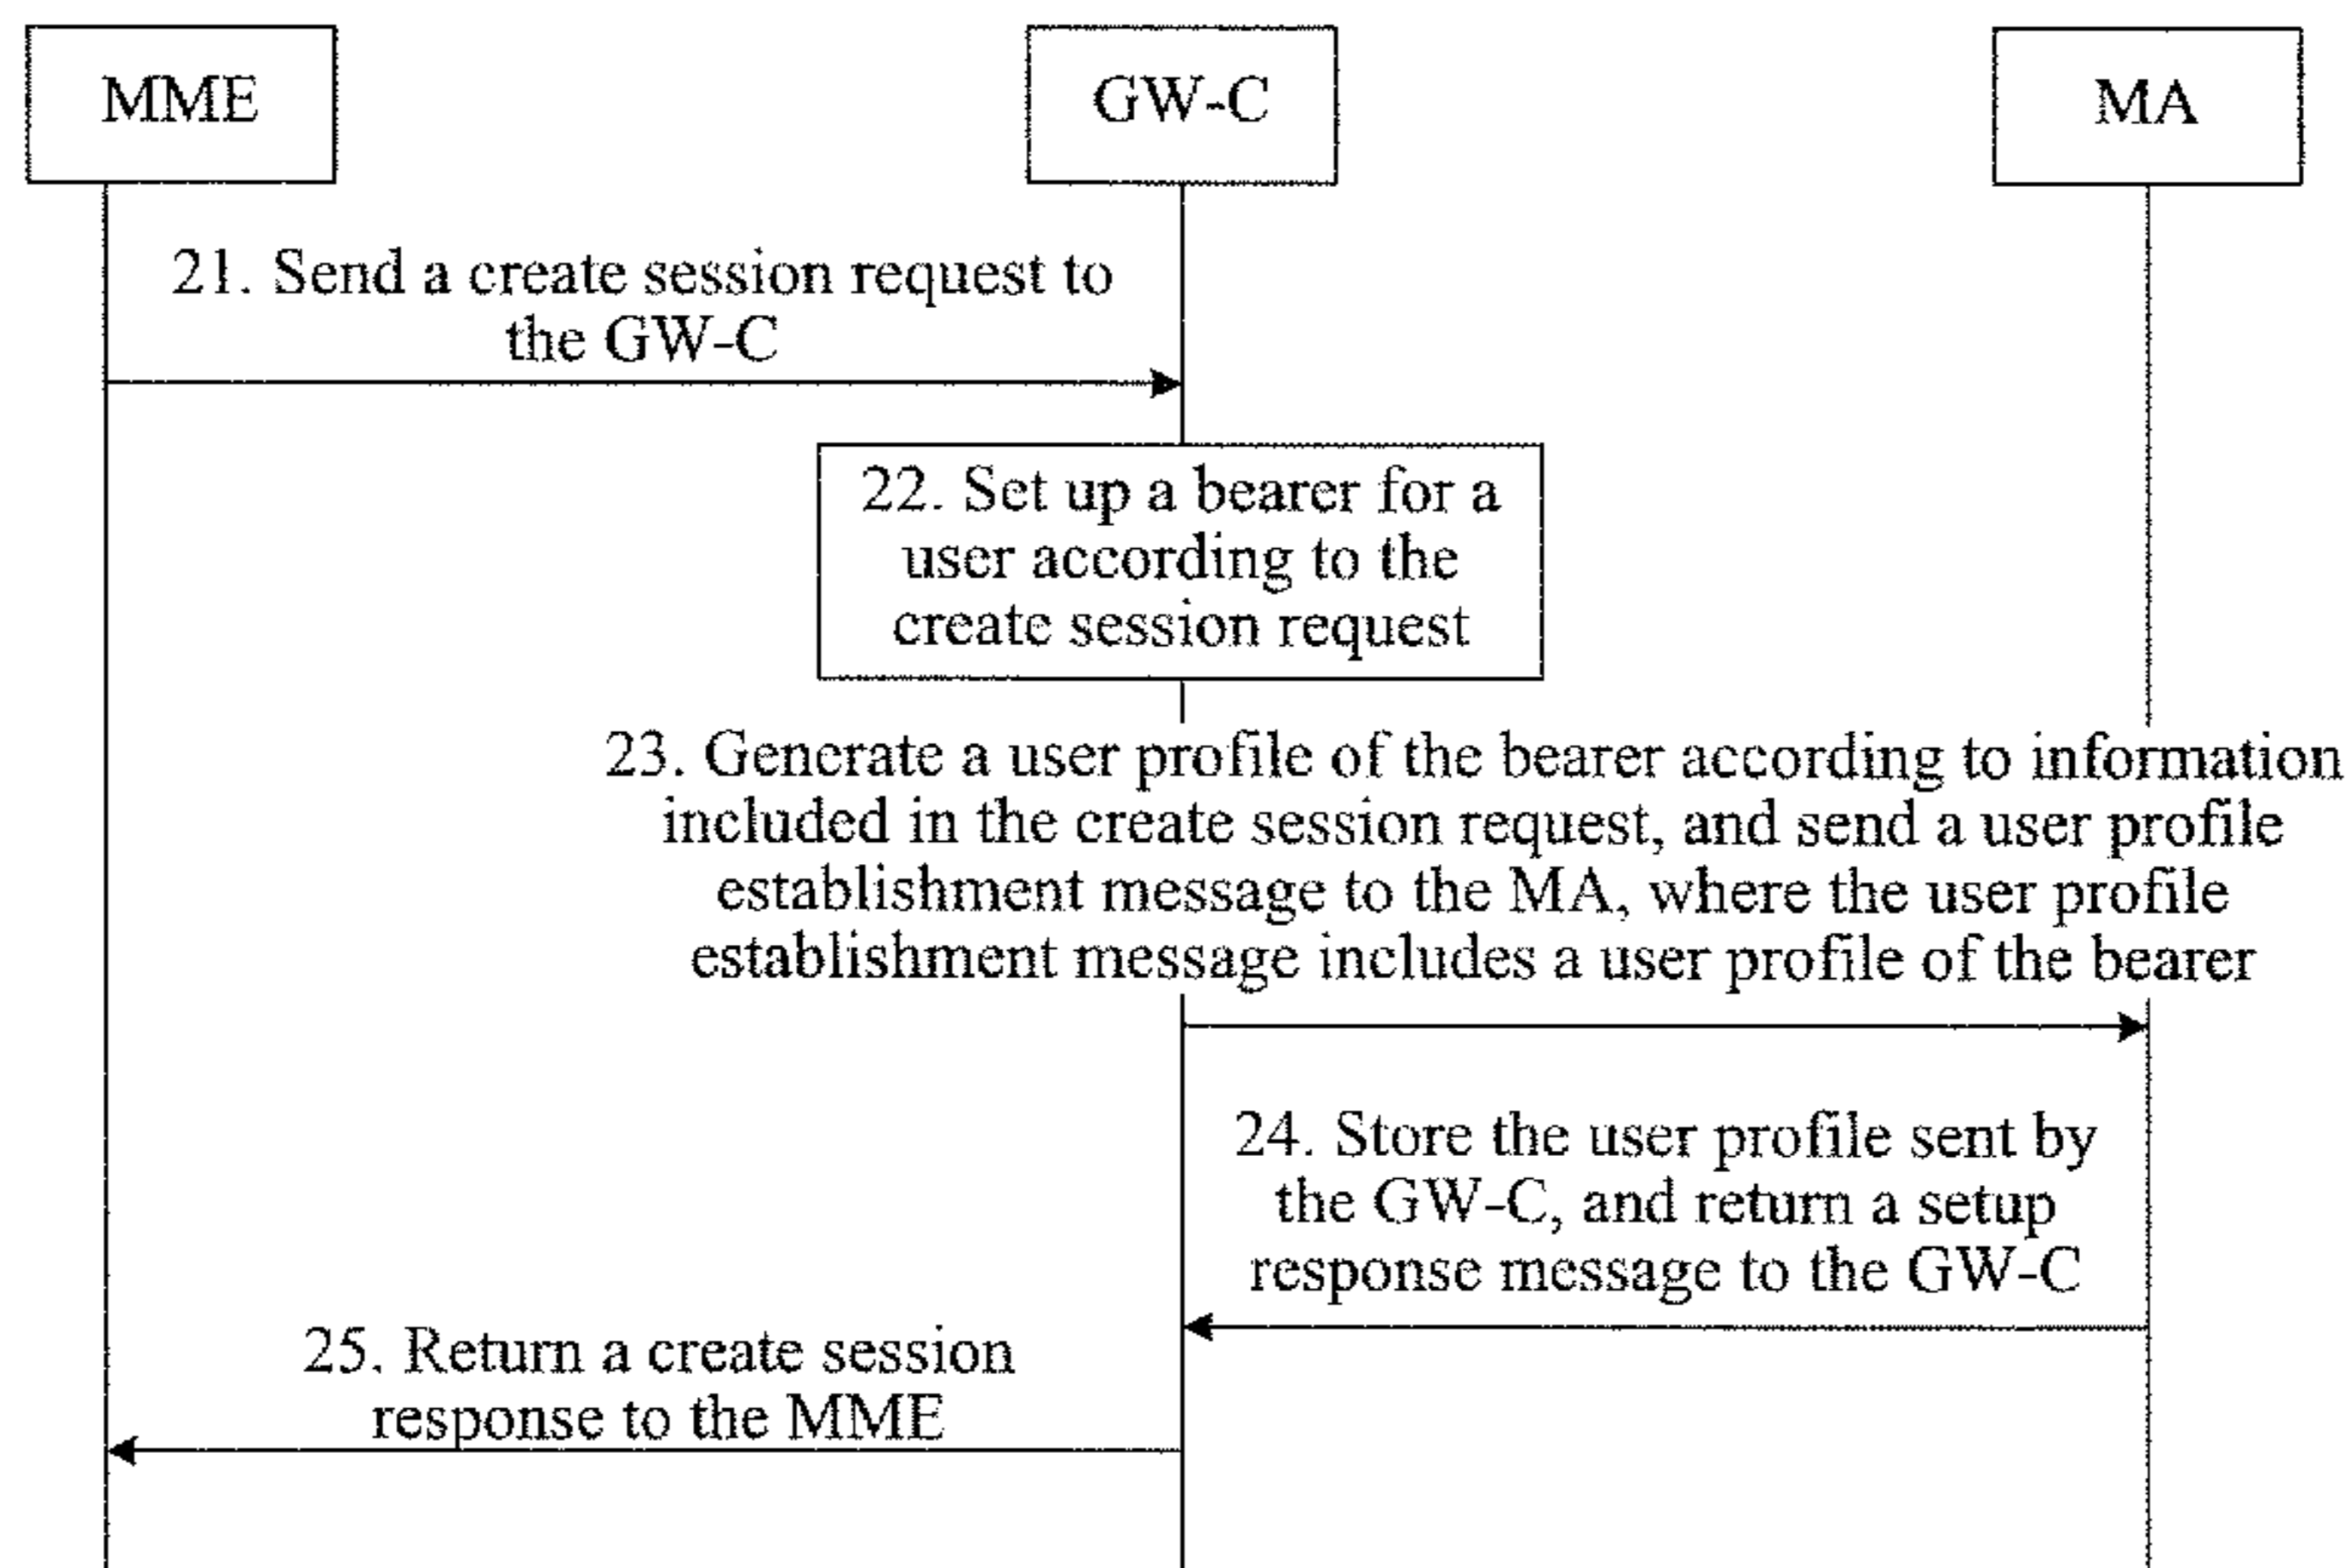 MME
GW-C
MA
21. Send a create session request to
the GW-C
22. Set up a bearer for a
user according to the
create session request
23. Generate a user profile of the bearer according to information
included in the create session request, and send a user profile
establishment message to the MA, where the user profile
establishment message includes a user profile of the bearer
24. Store the user profile sent by
the GW-C, and return a setup
response message to the GW-C
25. Return a create session
response to the MME